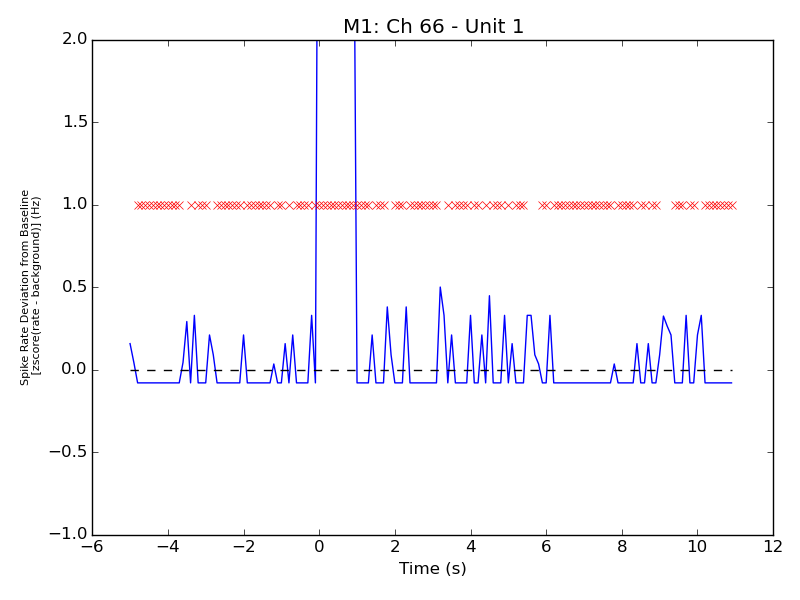 M1: Ch 66 - Unit 1
2.0
1.5
1.0
0.5
0.0
−0.5
−1.0
−6 −4 −2 0 2 4 6 8 10 12
Time (s)
Spike Rate Deviation from Baseline
[zscore(rate - background)] (Hz)